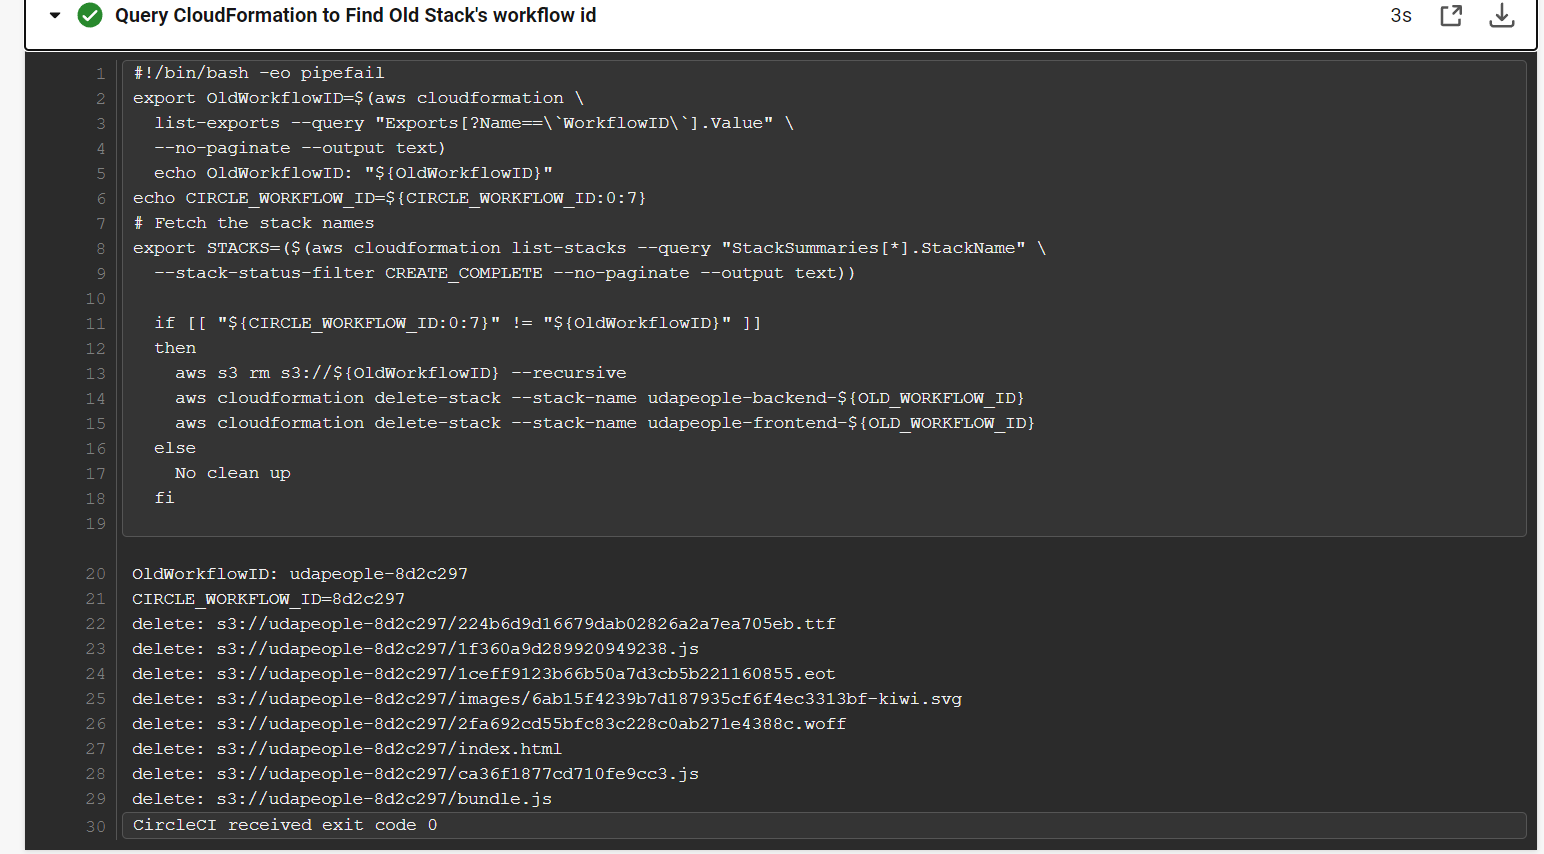 Query CloudFormation to Find Old Stack's workflow id
3s
1 #!/bin/bash -eo pipefail
2 export OldWorkflowID=$(aws cloudformation \
3 list-exports --query "Exports[?Name==\`WorkflowID\`].Value" \
4 --no-paginate --output text)
5 echo OldWorkflowID: "${OldWorkflowID}"
6 echo CIRCLE_WORKFLOW_ID=${CIRCLE_WORKFLOW_ID:0:7}
7 # Fetch the stack names
8 export STACKS=($(aws cloudformation list-stacks --query "StackSummaries[*].StackName" \
9 --stack-status-filter CREATE_COMPLETE --no-paginate --output text))
10
11 if [[ "${CIRCLE_WORKFLOW_ID:0:7}" != "${OldWorkflowID}" ]]
12 then
13 aws s3 rm s3://${OldWorkflowID} --recursive
14 aws cloudformation delete-stack --stack-name udapeople-backend-${OLD_WORKFLOW_ID}
15 aws cloudformation delete-stack --stack-name udapeople-frontend-${OLD_WORKFLOW_ID}
16 else
17 No clean up
18 fi
19
20 OldWorkflowID: udapeople-8d2c297
21 CIRCLE_WORKFLOW_ID=8d2c297
22 delete: s3://udapeople-8d2c297/224b6d9d16679dab02826a2a7ea705eb.ttf
23 delete: s3://udapeople-8d2c297/1f360a9d289920949238.js
24 delete: s3://udapeople-8d2c297/1ceff9123b66b50a7d3cb5b221160855.eot
25 delete: s3://udapeople-8d2c297/images/6ab15f4239b7d187935cf6f4ec3313bf-kiwi.svg
26 delete: s3://udapeople-8d2c297/2fa692cd55bfc83c228c0ab271e4388c.woff
27 delete: s3://udapeople-8d2c297/index.html
28 delete: s3://udapeople-8d2c297/ca36f1877cd710fe9cc3.js
29 delete: s3://udapeople-8d2c297/bundle.js
30 CircleCI received exit code 0